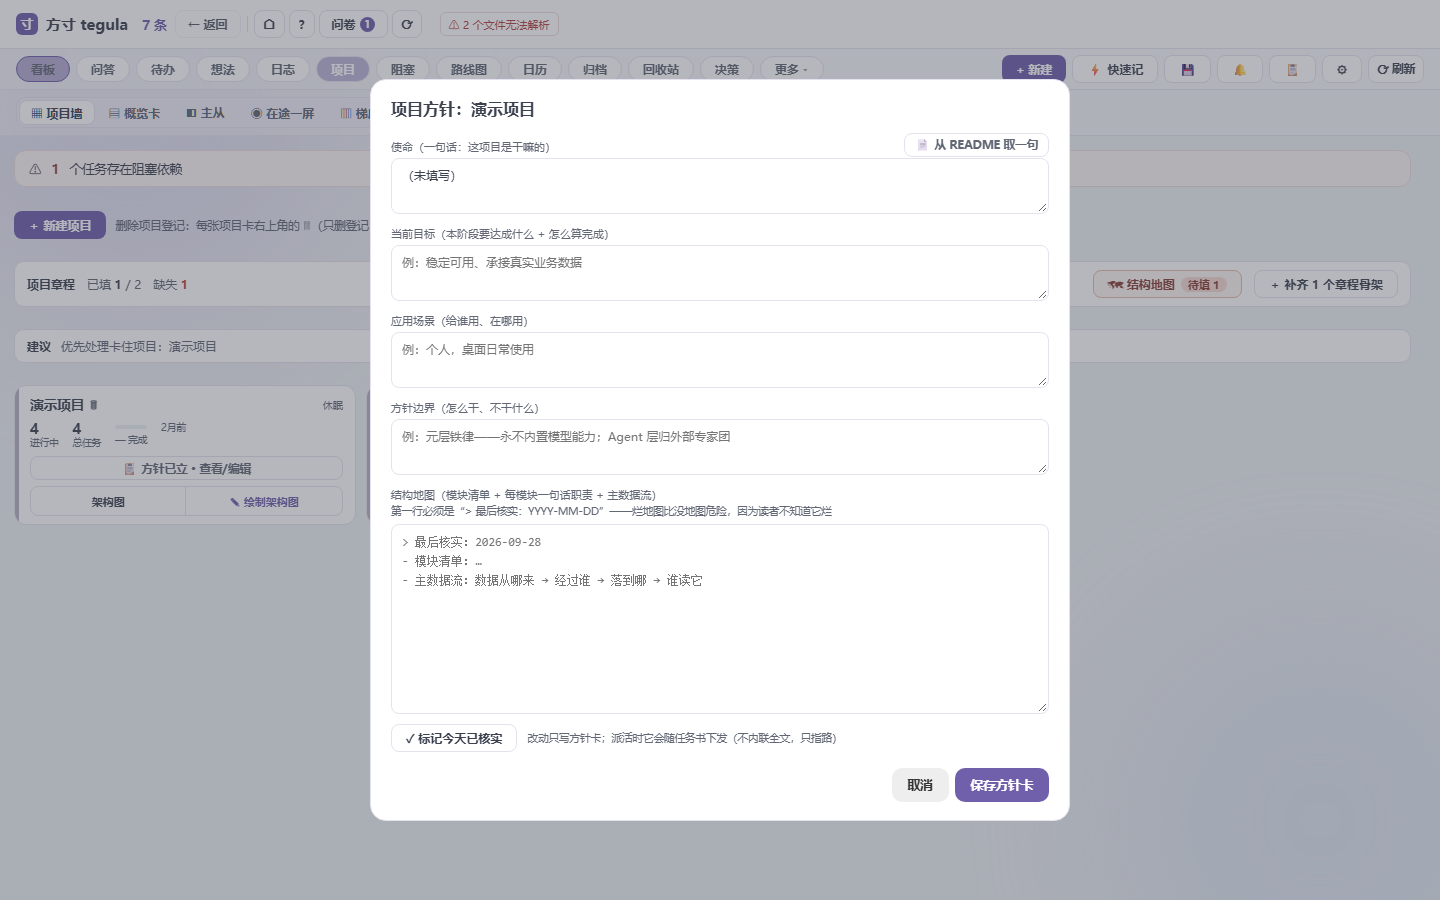 寸 方寸 tegula 7 条 ← 返回 ? 问卷 1 ⚠ 2 个文件无法解析
看板 问答 待办 想法 日志 项目 阻塞 路线图 日历 归档 回收站 决策 更多 + 新建 快速记 刷新
项目墙 概览卡 主从 在途一屏
⚠ 1 个任务存在阻塞依赖
+ 新建项目 删除项目登记：每张项目卡右上角的 （只删登记
项目章程 已填 1 / 2 缺失 1 结构地图 待填 1 + 补齐 1 个章程骨架
建议 优先处理卡住项目：演示项目
演示项目 休眠
4 4 2月前
进行中 总任务 — 完成
方针已立 • 查看/编辑
架构图 绘制架构图
项目方针：演示项目
使命（一句话：这项目是干嘛的） 从 README 取一句
（未填写）
当前目标（本阶段要达成什么 + 怎么算完成）
例：稳定可用、承接真实业务数据
应用场景（给谁用、在哪用）
例：个人，桌面日常使用
方针边界（怎么干、不干什么）
例：元层铁律——永不内置模型能力；Agent 层归外部专家团
结构地图（模块清单 + 每模块一句话职责 + 主数据流）
第一行必须是“> 最后核实：YYYY-MM-DD”——烂地图比没地图危险，因为读者不知道它烂
> 最后核实：2026-09-28
- 模块清单：…
- 主数据流：数据从哪来 → 经过谁 → 落到哪 → 谁读它
✓ 标记今天已核实 改动只写方针卡；派活时它会随任务书下发（不内联全文，只指路）
取消 保存方针卡